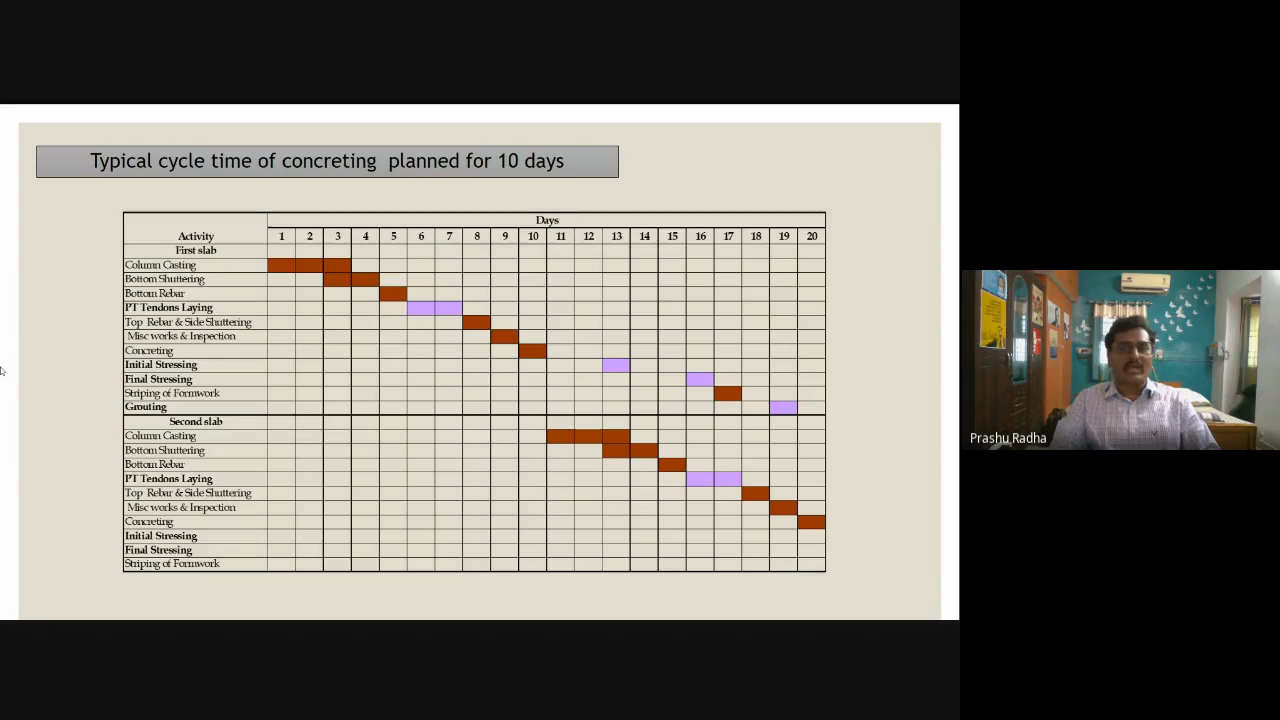 Typical cycle time of concreting planned for 10 days
Days
Activity 1 2 3 4 5 6 7 8 9 10 11 12 13 14 15 16 17 18 19 20
First slab
Column Casting
Bottom Shuttering
Bottom Rebar
PT Tendons Laying
Top Rebar & Side Shuttering
Misc works & Inspection
Concreting
Initial Stressing
Final Stressing
Striping of Formwork
Grouting
Second slab
Column Casting
Bottom Shuttering
Bottom Rebar
PT Tendons Laying
Top Rebar & Side Shuttering
Misc works & Inspection
Concreting
Initial Stressing
Final Stressing
Striping of Formwork
Prashu Radha